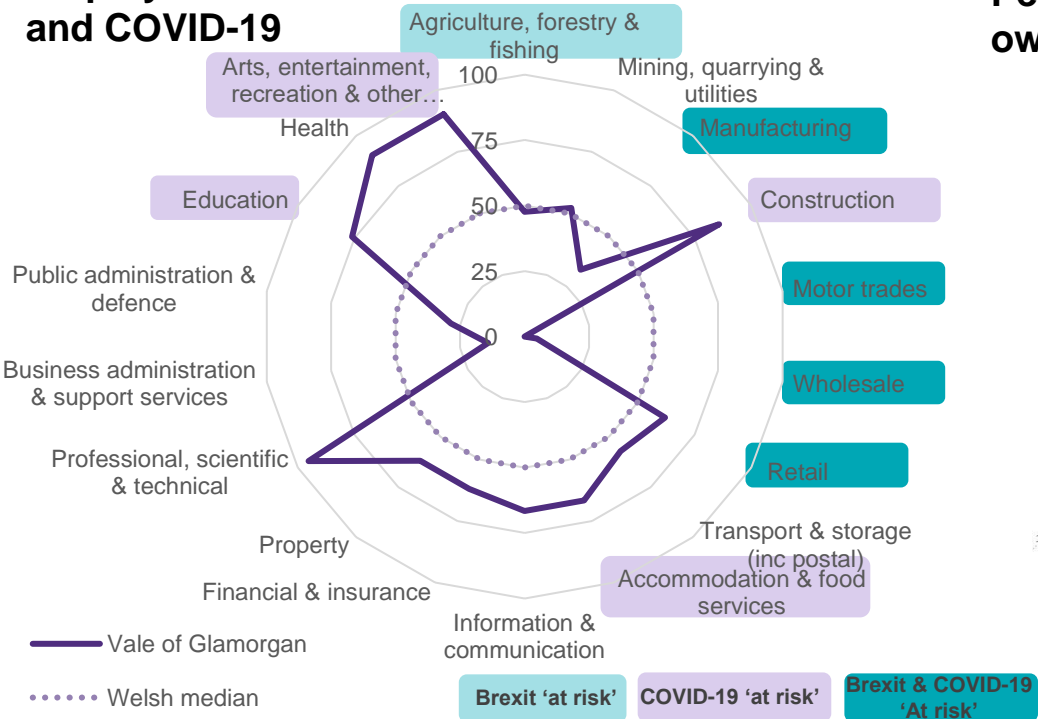 and COVID-19
Agriculture, forestry &
fishing
Arts, entertainment,
recreation & other…
Mining, quarrying &
utilities
Health
Manufacturing
Education
Construction
Public administration &
defence
Motor trades
Business administration
& support services
Wholesale
Professional, scientific
& technical
Retail
Property
Transport & storage
(inc postal)
Financial & insurance
Accommodation & food
services
Information &
communication
100
75
50
25
0
Vale of Glamorgan
Welsh median
Brexit ‘at risk’
COVID-19 ‘at risk’
Brexit & COVID-19
‘At risk’